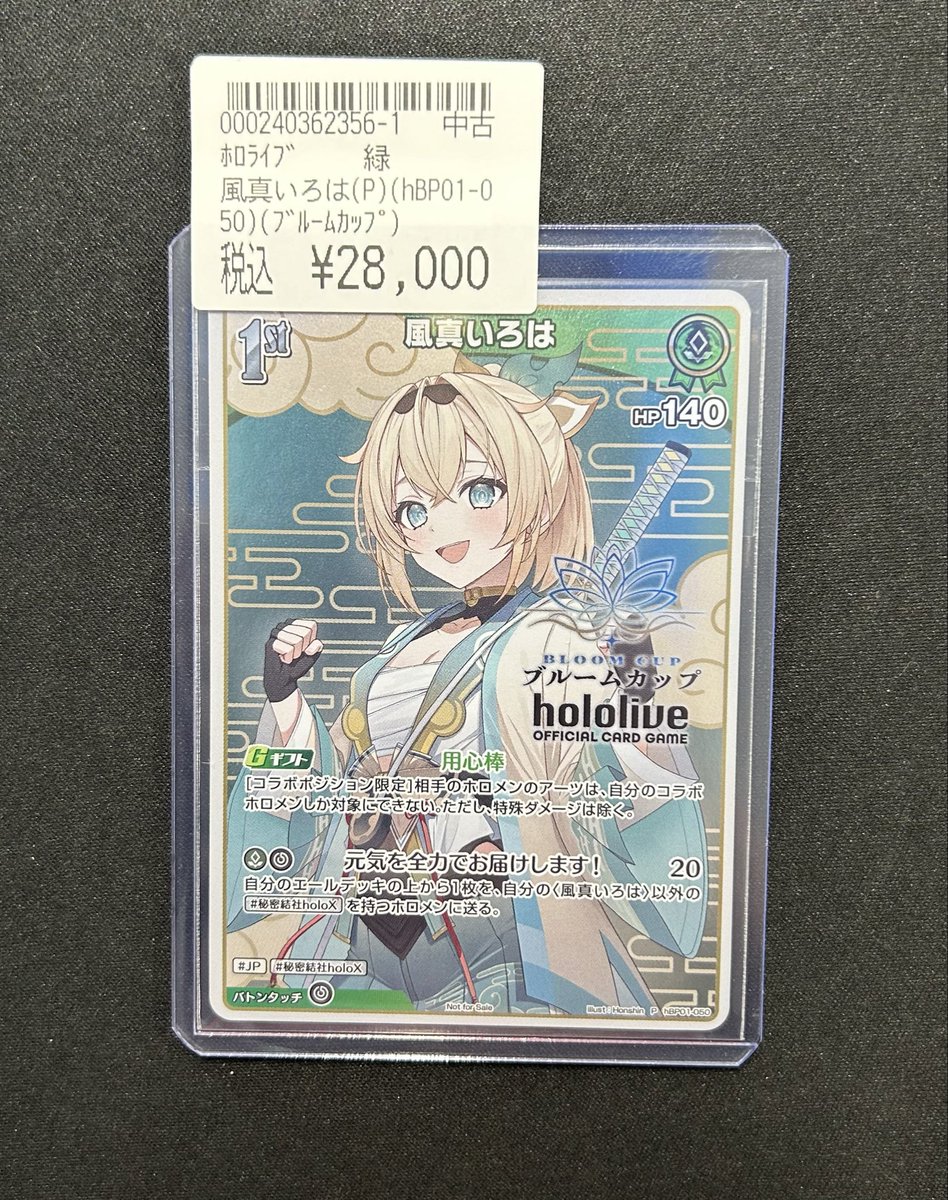 000240362356-1 中古
ﾎﾛﾗｲﾌﾞ 緑
風真いろは(P)(hBP01-0
50)(ﾌﾞﾙｰﾑｶｯﾌﾟ)
税込 ¥28,000
1st
風真いろは
HP140
BLOOM CUP
ブルームカップ
hololive
OFFICIAL CARD GAME
Gギフト 用心棒
[コラボポジション限定]相手のホロメンのアーツは、自分のコラボ
ホロメンしか対象にできない。ただし、特殊ダメージは除く。
元気を全力でお届けします! 20
自分のエールデッキの上から1枚を、自分の〈風真いろは〉以外の
#秘密結社holoX を持つホロメンに送る。
#JP #秘密結社holoX
バトンタッチ
Not for Sale
Illust: Honshin P hBP01-050